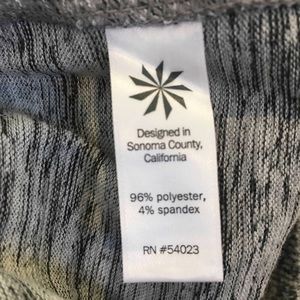 Designed in
Sonoma County,
California
96% polyester,
4% spandex
RN #54023